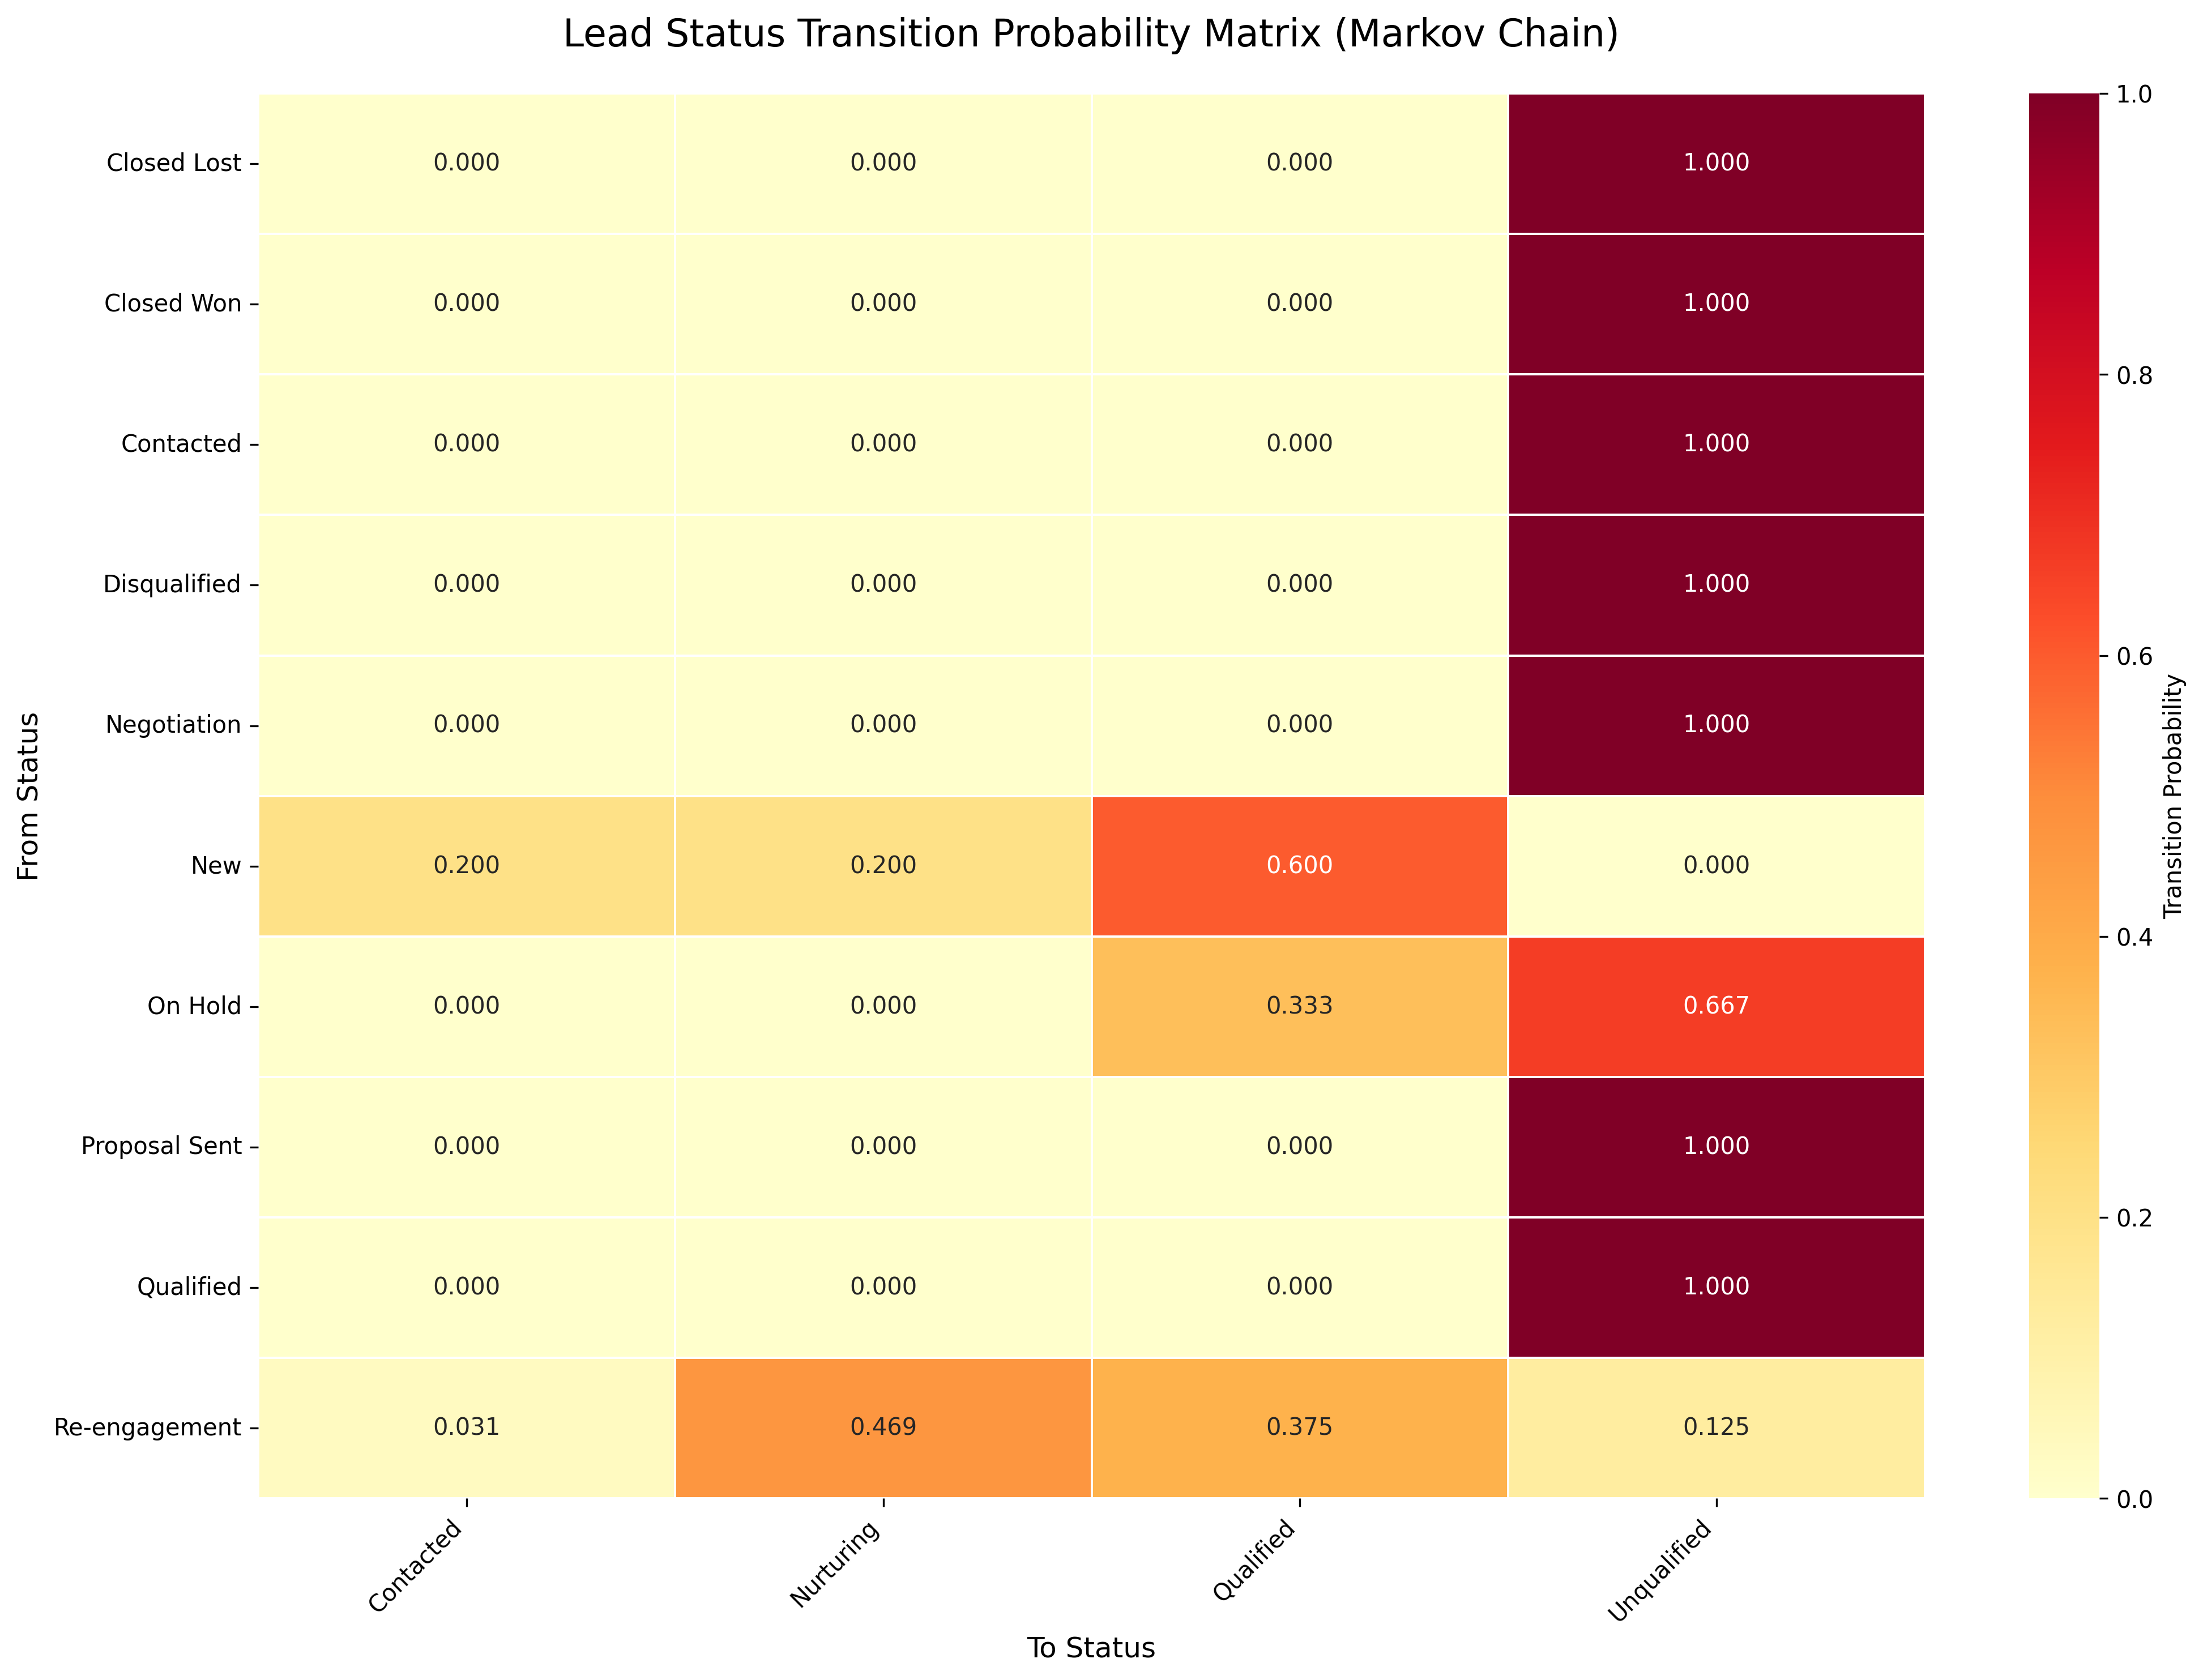 Lead Status Transition Probability Matrix (Markov Chain)
From Status
Closed Lost 0.000 0.000 0.000 1.000
Closed Won 0.000 0.000 0.000 1.000
Contacted 0.000 0.000 0.000 1.000
Disqualified 0.000 0.000 0.000 1.000
Negotiation 0.000 0.000 0.000 1.000
New 0.200 0.200 0.600 0.000
On Hold 0.000 0.000 0.333 0.667
Proposal Sent 0.000 0.000 0.000 1.000
Qualified 0.000 0.000 0.000 1.000
Re-engagement 0.031 0.469 0.375 0.125
Contacted Nurturing Qualified Unqualified
To Status
1.0
0.8
0.6
0.4
0.2
0.0
Transition Probability